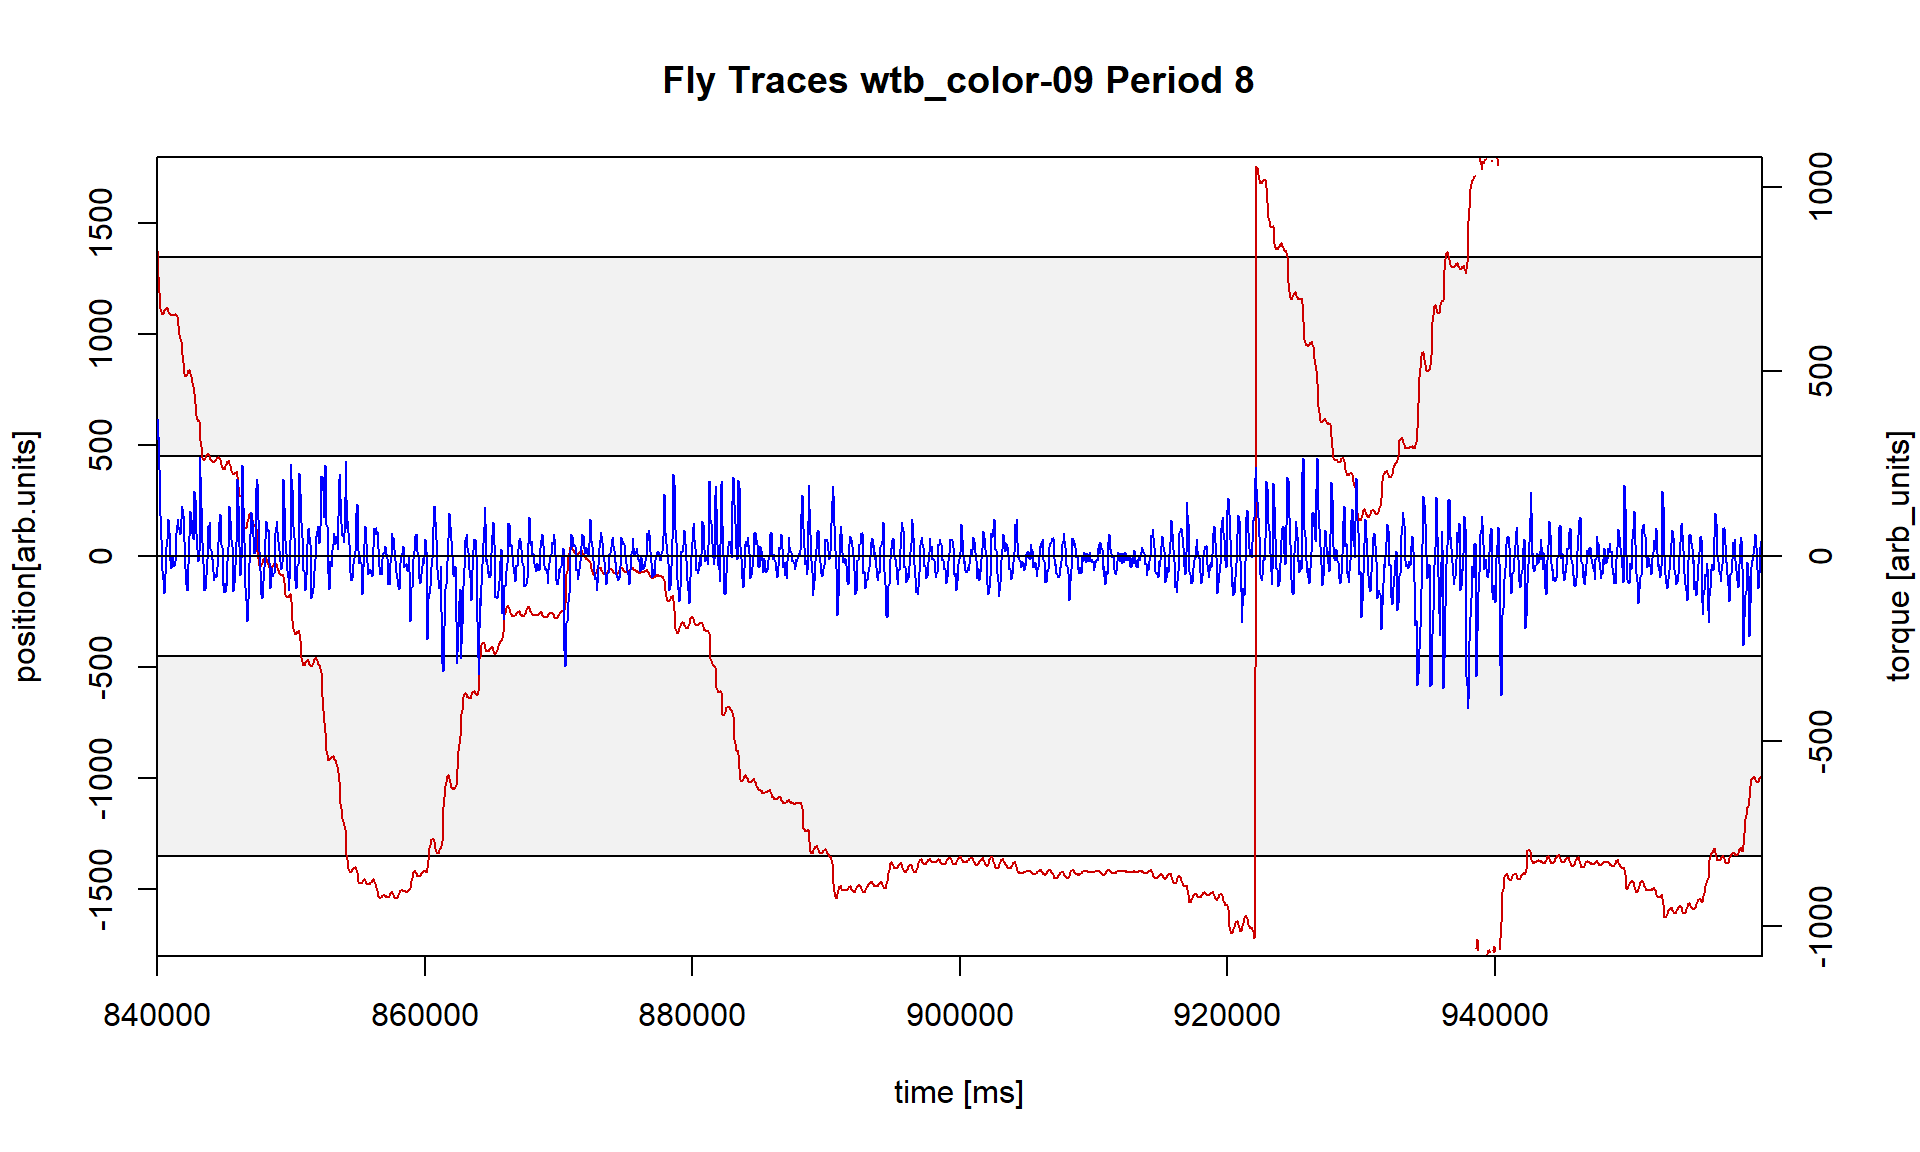 Fly Traces wtb_color-09 Period 8
position[arb.units]
1500
1000
500
0
-500
-1000
-1500
1000
500
0
-500
-1000
torque [arb_units]
840000 860000 880000 900000 920000 940000
time [ms]